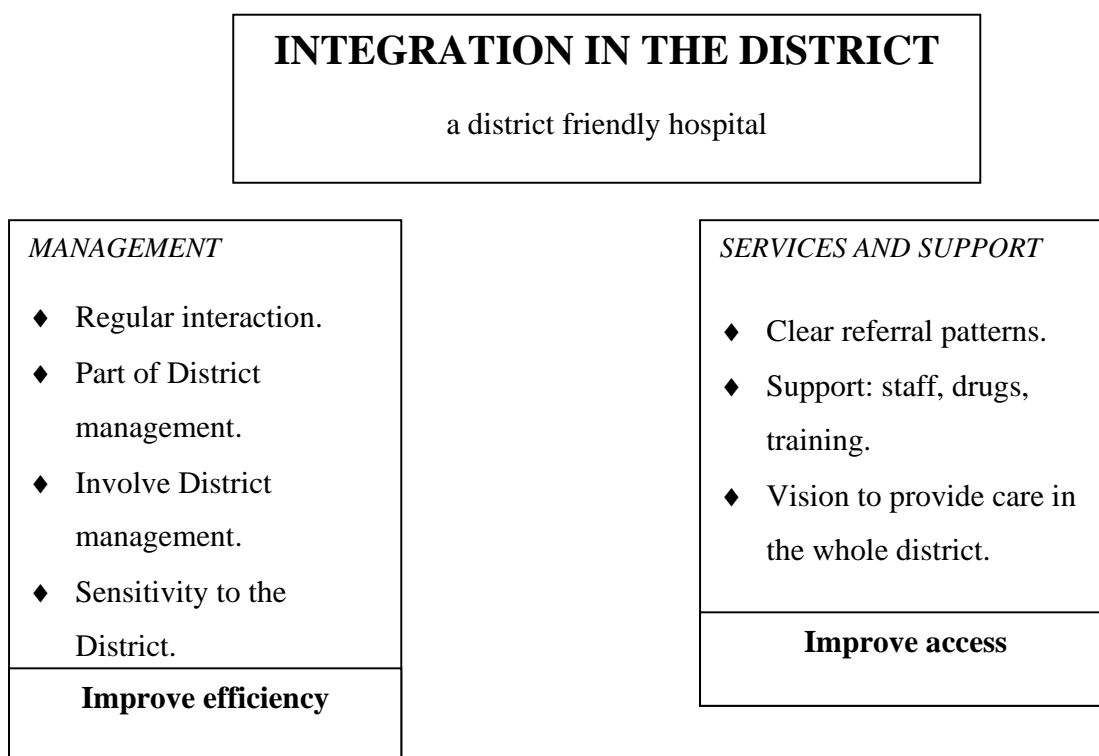 INTEGRATION IN THE DISTRICT
a district friendly hospital
MANAGEMENT
♦ Regular interaction.
♦ Part of District
management.
♦ Involve District
management.
♦ Sensitivity to the
District.
Improve efficiency
SERVICES AND SUPPORT
♦ Clear referral patterns.
♦ Support: staff, drugs,
training.
♦ Vision to provide care in
the whole district.
Improve access